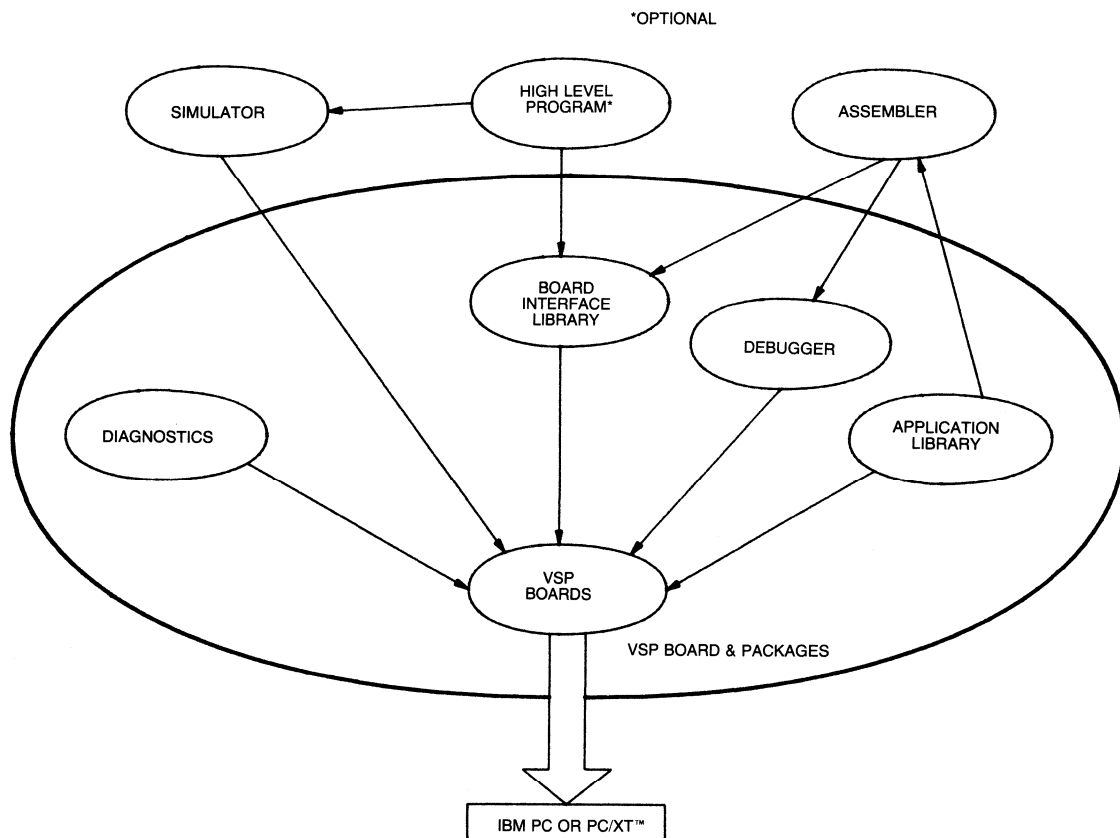 *OPTIONAL
SIMULATOR
HIGH LEVEL
PROGRAM*
ASSEMBLER
BOARD
INTERFACE
LIBRARY
DEBUGGER
DIAGNOSTICS
APPLICATION
LIBRARY
VSP
BOARDS
VSP BOARD & PACKAGES
IBM PC OR PC/XT™